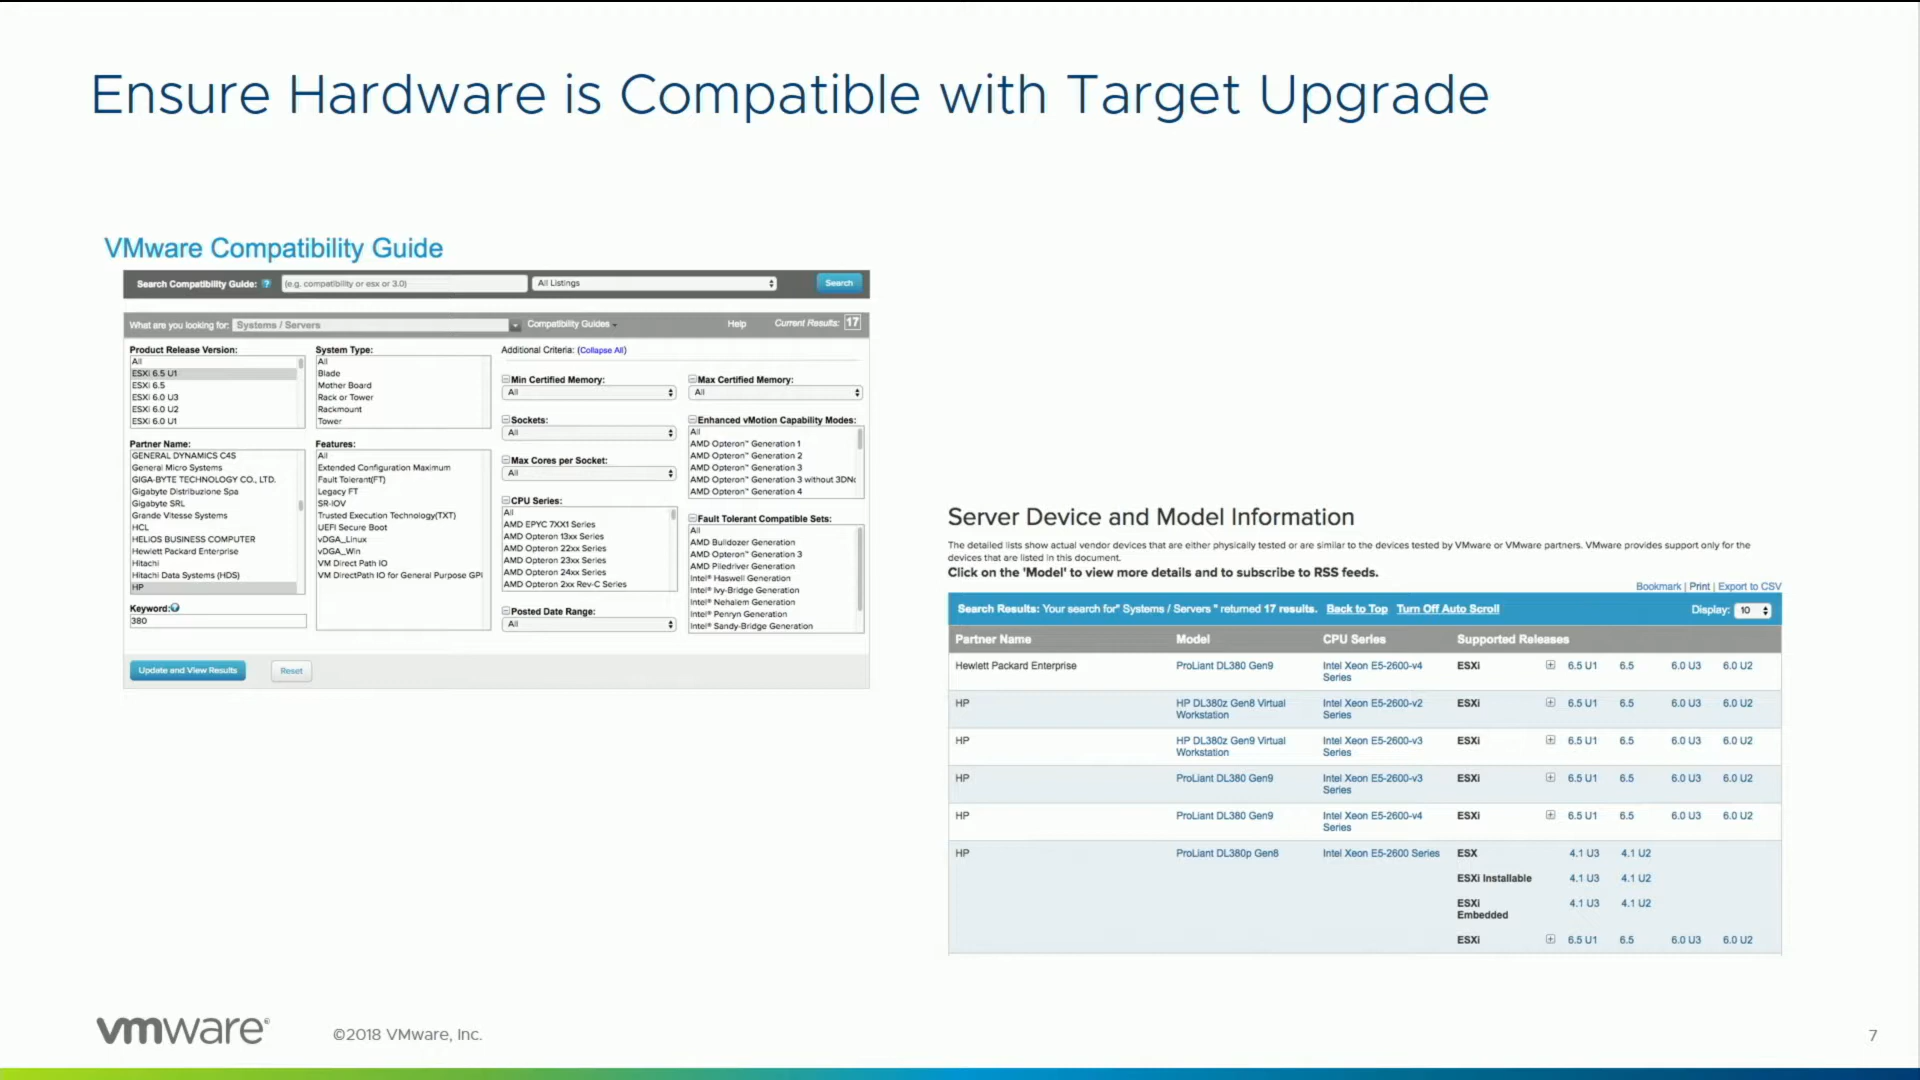 Ensure Hardware is Compatible with Target Upgrade
VMware Compatibility Guide
Search Compatibility Guide: ? (e.g. compatibility or esx or 3.0) All Listings Search
What are you looking for: Systems / Servers Compatibility Guides Help Current Results: 17
Product Release Version:
All
ESXi 6.5 U1
ESXi 6.5
ESXi 6.0 U3
ESXi 6.0 U2
ESXi 6.0 U1
Partner Name:
GENERAL DYNAMICS C4S
General Micro Systems
GIGA-BYTE TECHNOLOGY CO., LTD.
Gigabyte Distribuzione Spa
Gigabyte SRL
Grande Vitesse Systems
HCL
HELIOS BUSINESS COMPUTER
Hewlett Packard Enterprise
Hitachi
Hitachi Data Systems (HDS)
HP
Keyword:
380
System Type:
All
Blade
Mother Board
Rack or Tower
Rackmount
Tower
Features:
All
Extended Configuration Maximum
Fault Tolerant(FT)
Legacy FT
SR-IOV
Trusted Execution Technology(TXT)
UEFI Secure Boot
vDGA_Linux
vDGA_Win
VM Direct Path IO
VM DirectPath IO for General Purpose GPI
Additional Criteria: (Collapse All)
Min Certified Memory:
All
Sockets:
All
Max Cores per Socket:
All
CPU Series:
All
AMD EPYC 7XX1 Series
AMD Opteron 13xx Series
AMD Opteron 22xx Series
AMD Opteron 23xx Series
AMD Opteron 24xx Series
AMD Opteron 2xx Rev-C Series
Posted Date Range:
All
Max Certified Memory:
All
Enhanced vMotion Capability Modes:
All
AMD Opteron™ Generation 1
AMD Opteron™ Generation 2
AMD Opteron™ Generation 3
AMD Opteron™ Generation 3 without 3DNo
AMD Opteron™ Generation 4
Fault Tolerant Compatible Sets:
All
AMD Bulldozer Generation
AMD Opteron™ Generation 3
AMD Piledriver Generation
Intel® Haswell Generation
Intel® Ivy-Bridge Generation
Intel® Nehalem Generation
Intel® Penryn Generation
Intel® Sandy-Bridge Generation
Update and View Results Reset
Server Device and Model Information
The detailed lists show actual vendor devices that are either physically tested or are similar to the devices tested by VMware or VMware partners. VMware provides support only for the
devices that are listed in this document.
Click on the 'Model' to view more details and to subscribe to RSS feeds.
Bookmark | Print | Export to CSV
Search Results: Your search for" Systems / Servers " returned 17 results. Back to Top Turn Off Auto Scroll Display: 10
Partner Name Model CPU Series Supported Releases
Hewlett Packard Enterprise ProLiant DL380 Gen9 Intel Xeon E5-2600-v4 ESXi 6.5 U1 6.5 6.0 U3 6.0 U2
Series
HP HP DL380z Gen8 Virtual Intel Xeon E5-2600-v2 ESXi 6.5 U1 6.5 6.0 U3 6.0 U2
Workstation Series
HP HP DL380z Gen9 Virtual Intel Xeon E5-2600-v3 ESXi 6.5 U1 6.5 6.0 U3 6.0 U2
Workstation Series
HP ProLiant DL380 Gen9 Intel Xeon E5-2600-v3 ESXi 6.5 U1 6.5 6.0 U3 6.0 U2
Series
HP ProLiant DL380 Gen9 Intel Xeon E5-2600-v4 ESXi 6.5 U1 6.5 6.0 U3 6.0 U2
Series
HP ProLiant DL380p Gen8 Intel Xeon E5-2600 Series ESX 4.1 U3 4.1 U2
ESXi Installable 4.1 U3 4.1 U2
ESXi 4.1 U3 4.1 U2
Embedded
ESXi 6.5 U1 6.5 6.0 U3 6.0 U2
vmware® ©2018 VMware, Inc. 7